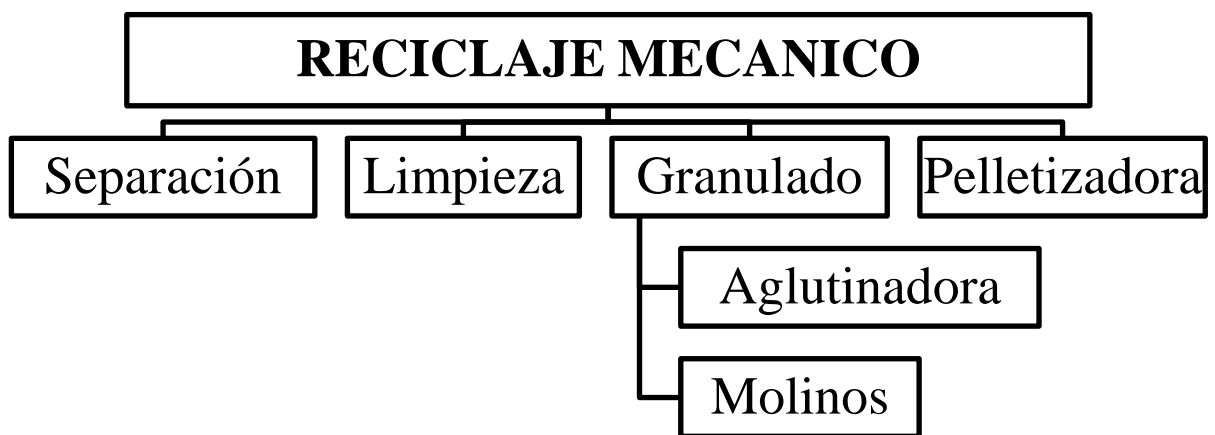 RECICLAJE MECANICO
Separación
Limpieza
Granulado
Pelletizadora
Aglutinadora
Molinos